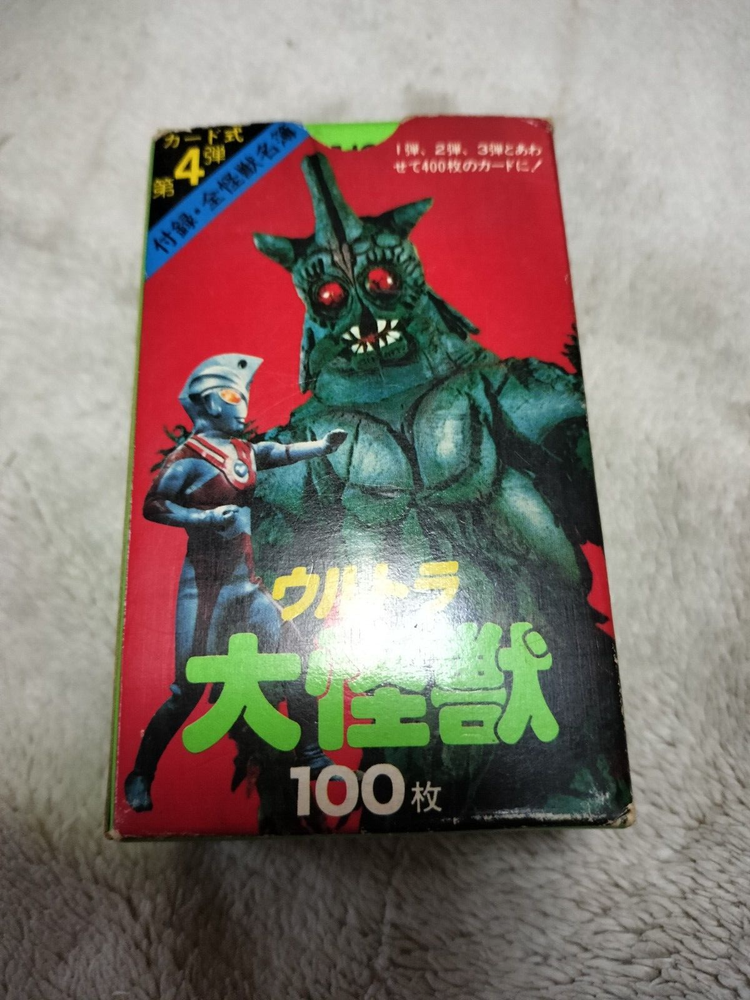 カード式
第4弾
付録・全怪獣名簿
1弾、2弾、3弾とあわ
せて400枚のカードに!
ウルトラ
大怪獣
100枚